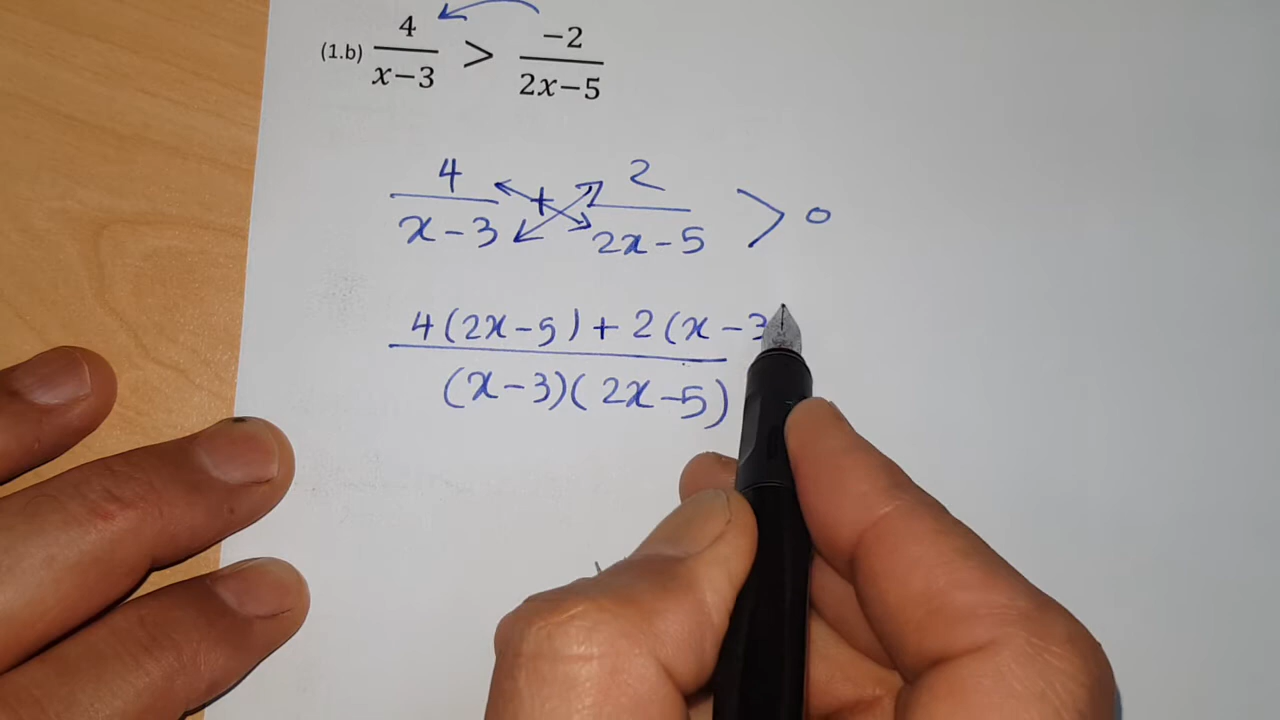 (1.b) 4/(x−3) > −2/(2x−5)
4/(x−3) + 2/(2x−5) > 0
(4(2x−5)+2(x−3)/((x−3)(2x−5))